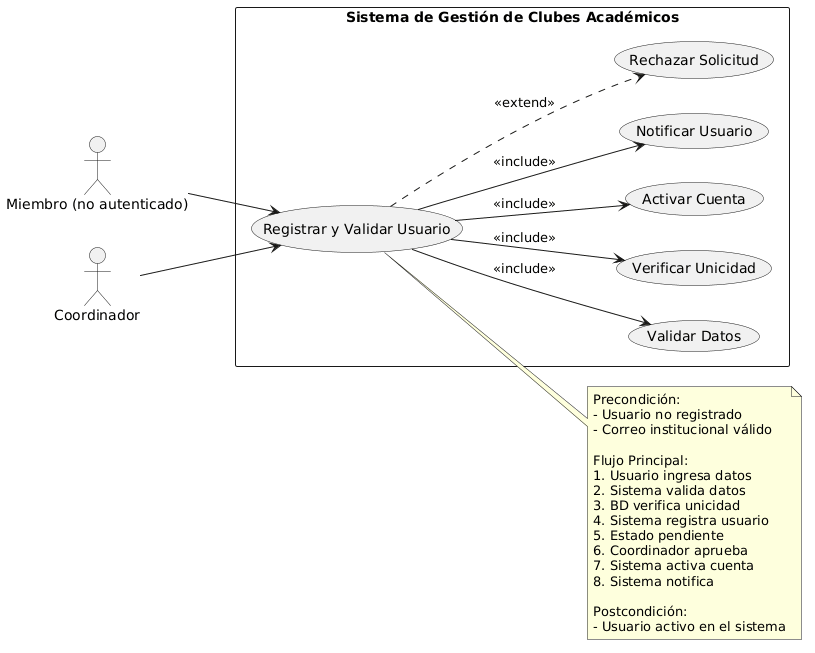 Sistema de Gestión de Clubes Académicos
Rechazar Solicitud
«extend»
Notificar Usuario
«include»
Miembro (no autenticado)
Activar Cuenta
«include»
Registrar y Validar Usuario
«include»
Verificar Unicidad
«include»
Coordinador
Validar Datos
Precondición:
- Usuario no registrado
- Correo institucional válido
Flujo Principal:
1. Usuario ingresa datos
2. Sistema valida datos
3. BD verifica unicidad
4. Sistema registra usuario
5. Estado pendiente
6. Coordinador aprueba
7. Sistema activa cuenta
8. Sistema notifica
Postcondición:
- Usuario activo en el sistema